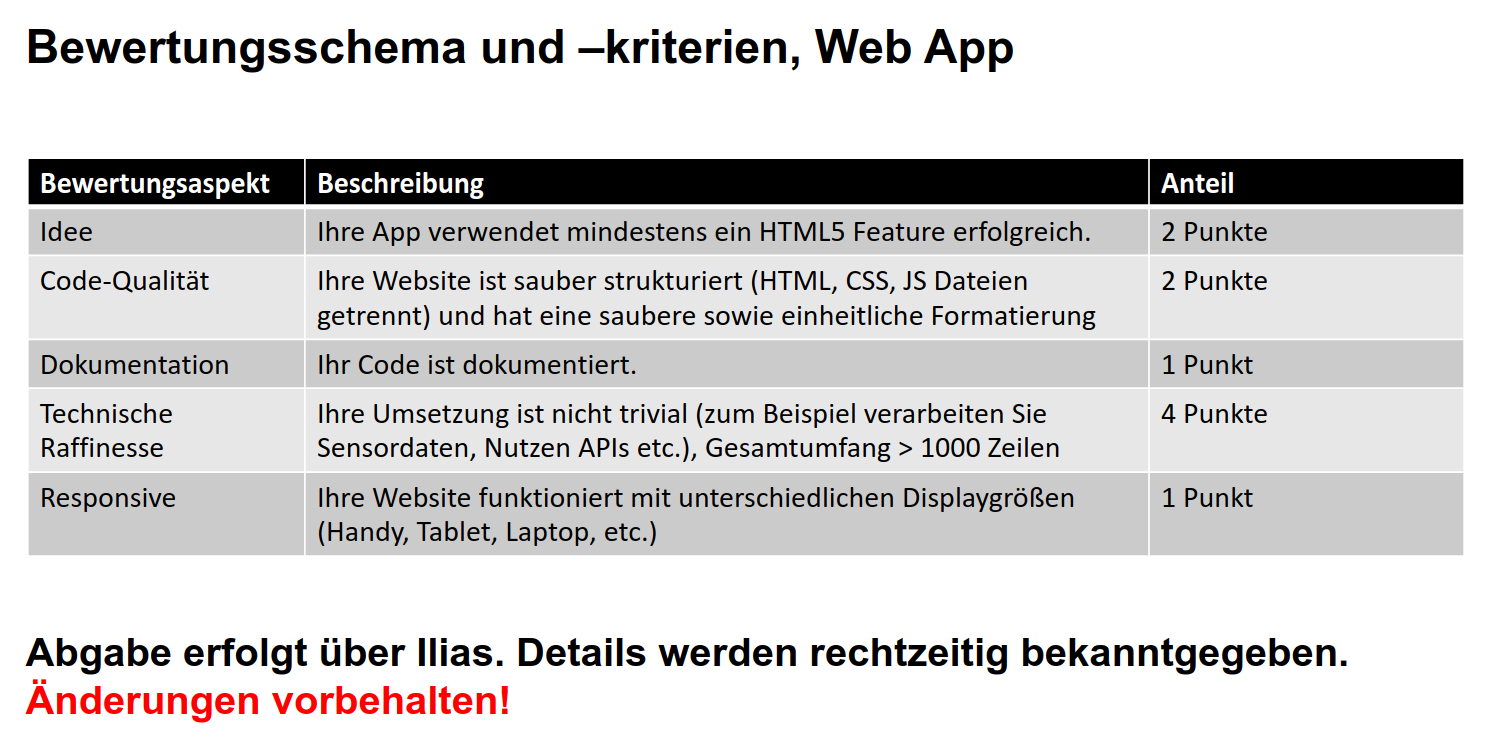 Bewertungsschema und –kriterien, Web App
Bewertungsaspekt Beschreibung Anteil
Idee Ihre App verwendet mindestens ein HTML5 Feature erfolgreich. 2 Punkte
Code-Qualität Ihre Website ist sauber strukturiert (HTML, CSS, JS Dateien 2 Punkte
getrennt) und hat eine saubere sowie einheitliche Formatierung
Dokumentation Ihr Code ist dokumentiert. 1 Punkt
Technische Ihre Umsetzung ist nicht trivial (zum Beispiel verarbeiten Sie 4 Punkte
Raffinesse Sensordaten, Nutzen APIs etc.), Gesamtumfang > 1000 Zeilen
Responsive Ihre Website funktioniert mit unterschiedlichen Displaygrößen 1 Punkt
(Handy, Tablet, Laptop, etc.)
Abgabe erfolgt über Ilias. Details werden rechtzeitig bekanntgegeben.
Änderungen vorbehalten!